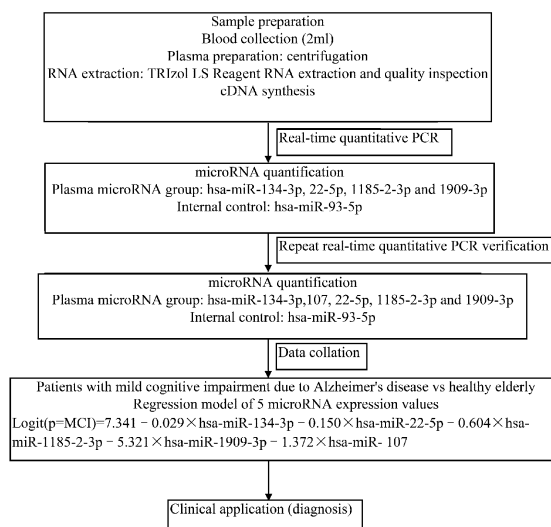 Sample preparation
Blood collection (2ml)
Plasma preparation: centrifugation
RNA extraction: TRIzol LS Reagent RNA extraction and quality inspection
cDNA synthesis
Real-time quantitative PCR
microRNA quantification
Plasma microRNA group: hsa-miR-134-3p, 22-5p, 1185-2-3p and 1909-3p
Internal control: hsa-miR-93-5p
Repeat real-time quantitative PCR verification
microRNA quantification
Plasma microRNA group: hsa-miR-134-3p,107, 22-5p, 1185-2-3p and 1909-3p
Internal control: hsa-miR-93-5p
Data collation
Patients with mild cognitive impairment due to Alzheimer's disease vs healthy elderly
Regression model of 5 microRNA expression values
Logit(p=MCI)=7.341﹣0.029×hsa-miR-134-3p﹣0.150×hsa-miR-22-5p﹣0.604×hsa-
miR-1185-2-3p﹣5.321×hsa-miR-1909-3p﹣1.372×hsa-miR- 107
Clinical application (diagnosis)